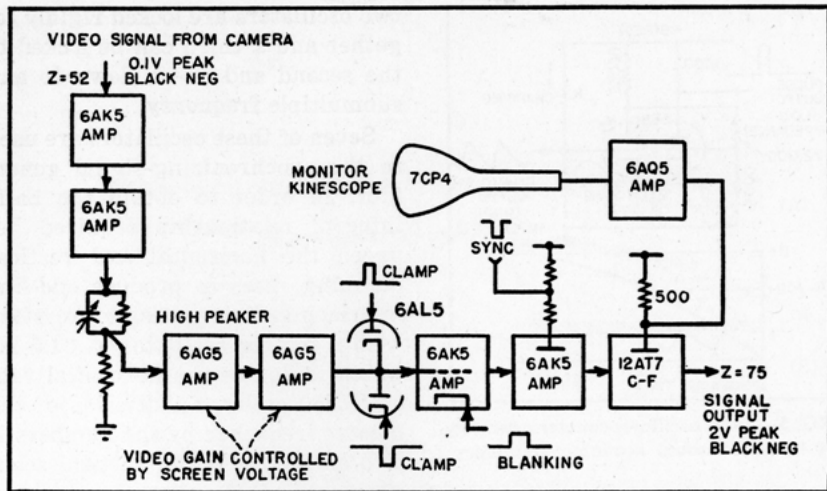 VIDEO SIGNAL FROM CAMERA
Z=52
0.1V PEAK
BLACK NEG
6AK5
AMP
6AK5
AMP
HIGH PEAKER
6AG5
AMP
6AG5
AMP
VIDEO GAIN CONTROLLED
BY SCREEN VOLTAGE
CLAMP
6AL5
CLAMP
6AK5
AMP
BLANKING
MONITOR
KINESCOPE
7CP4
6AQ5
AMP
SYNC
6AK5
AMP
500
12AT7
C-F
Z=75
SIGNAL
OUTPUT
2V PEAK
BLACK NEG